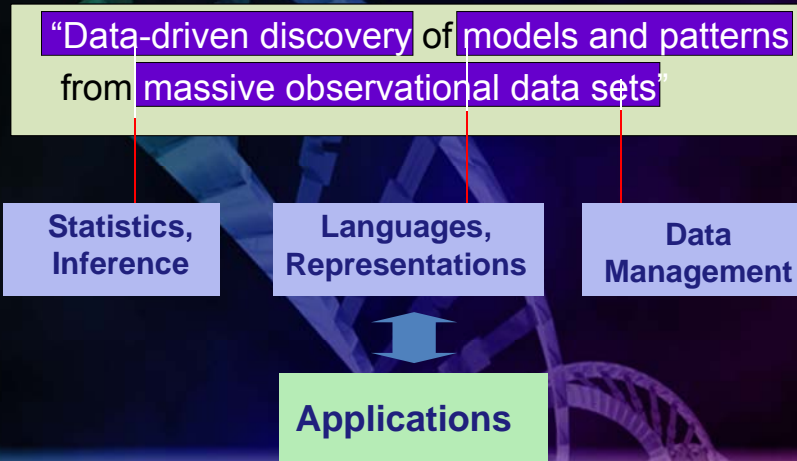 “Data-driven discovery of models and patterns
from massive observational data sets”
Statistics,
Inference
Languages,
Representations
Data
Management
Applications